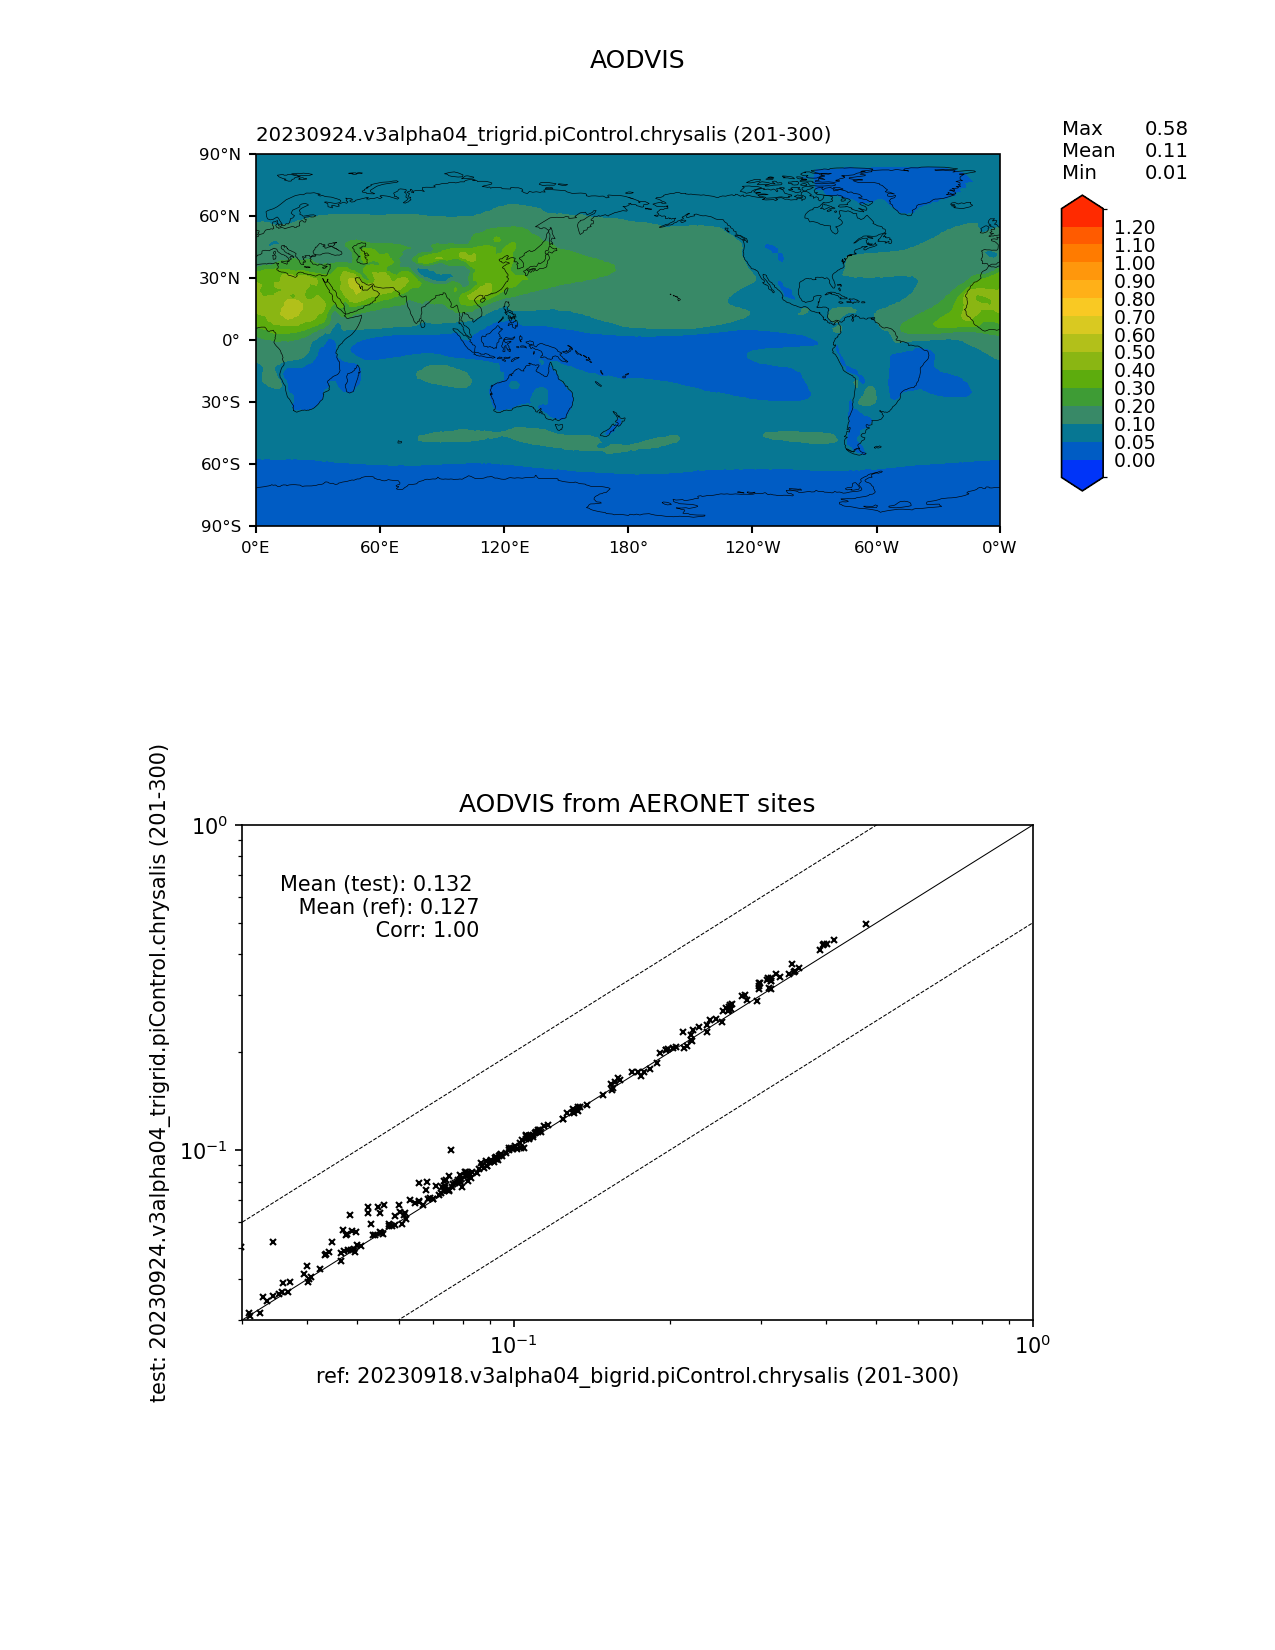 AODVIS
20230924.v3alpha04_trigrid.piControl.chrysalis (201-300)
Max 0.58
Mean 0.11
Min 0.01
90°N
60°N
30°N
0°
30°S
60°S
90°S
0°E 60°E 120°E 180° 120°W 60°W 0°W
1.20
1.10
1.00
0.90
0.80
0.70
0.60
0.50
0.40
0.30
0.20
0.10
0.05
0.00
AODVIS from AERONET sites
test: 20230924.v3alpha04_trigrid.piControl.chrysalis (201-300)
10⁰
10⁻¹
Mean (test): 0.132
Mean (ref): 0.127
Corr: 1.00
10⁻¹ 10⁰
ref: 20230918.v3alpha04_bigrid.piControl.chrysalis (201-300)